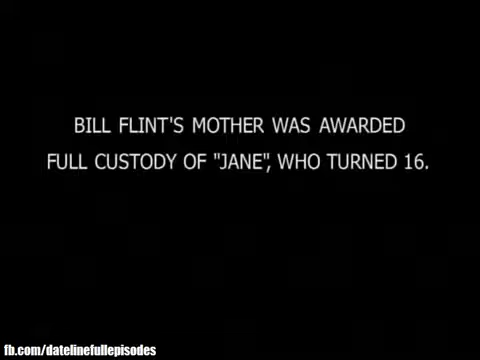 BILL FLINT'S MOTHER WAS AWARDED
FULL CUSTODY OF "JANE", WHO TURNED 16.
fb.com/datelinefullepisodes